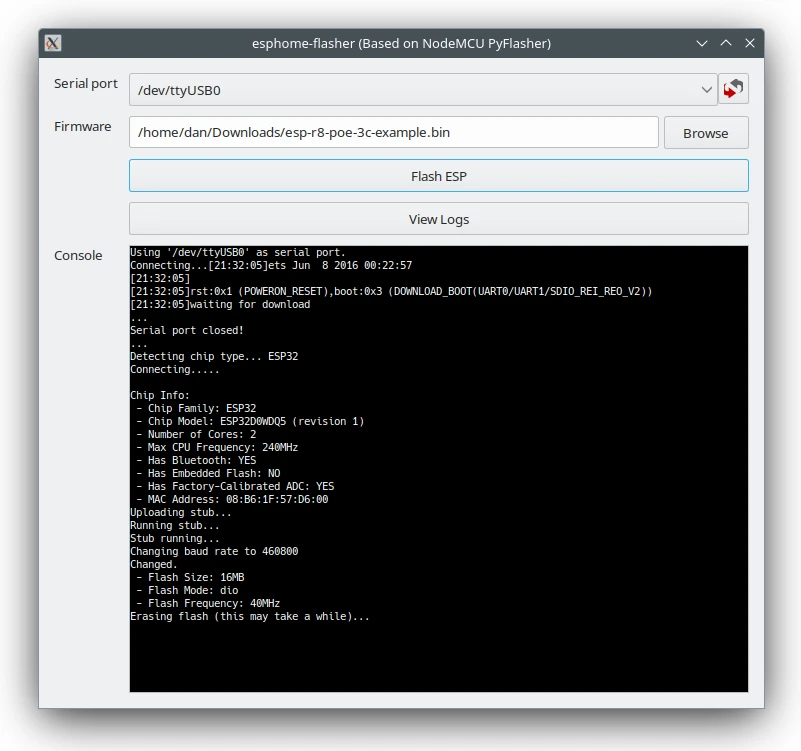 esphome-flasher (Based on NodeMCU PyFlasher)
Serial port
/dev/ttyUSB0
Firmware
/home/dan/Downloads/esp-r8-poe-3c-example.bin
Browse
Flash ESP
View Logs
Console
Using '/dev/ttyUSB0' as serial port.
Connecting...[21:32:05]ets Jun  8 2016 00:22:57
[21:32:05]
[21:32:05]rst:0x1 (POWERON_RESET),boot:0x3 (DOWNLOAD_BOOT(UART0/UART1/SDIO_REI_REO_V2))
[21:32:05]waiting for download
...
Serial port closed!
...
Detecting chip type... ESP32
Connecting.....
Chip Info:
 - Chip Family: ESP32
 - Chip Model: ESP32D0WDQ5 (revision 1)
 - Number of Cores: 2
 - Max CPU Frequency: 240MHz
 - Has Bluetooth: YES
 - Has Embedded Flash: NO
 - Has Factory-Calibrated ADC: YES
 - MAC Address: 08:B6:1F:57:D6:00
Uploading stub...
Running stub...
Stub running...
Changing baud rate to 460800
Changed.
 - Flash Size: 16MB
 - Flash Mode: dio
 - Flash Frequency: 40MHz
Erasing flash (this may take a while)...